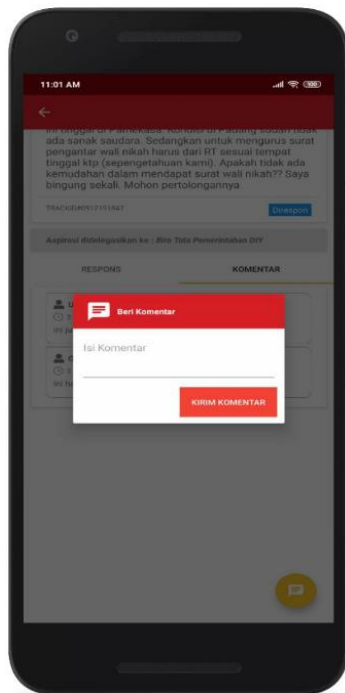 11:01 AM
ini tinggal di Pamekasa. Kondisi di Padang sudah tidak
ada sanak saudara. Sedangkan untuk mengurus surat
pengantar wali nikah harus dari RT sesuai tempat
tinggal ktp (sepengetahuan kami). Apakah tidak ada
kemudahan dalam mendapat surat wali nikah?? Saya
bingung sekali. Mohon pertolongannya
Direspon
Aspirasi didelegasikan ke : Biro Tata Pemerintahan DIY
RESPONS KOMENTAR
Beri Komentar
Isi Komentar
KIRIM KOMENTAR